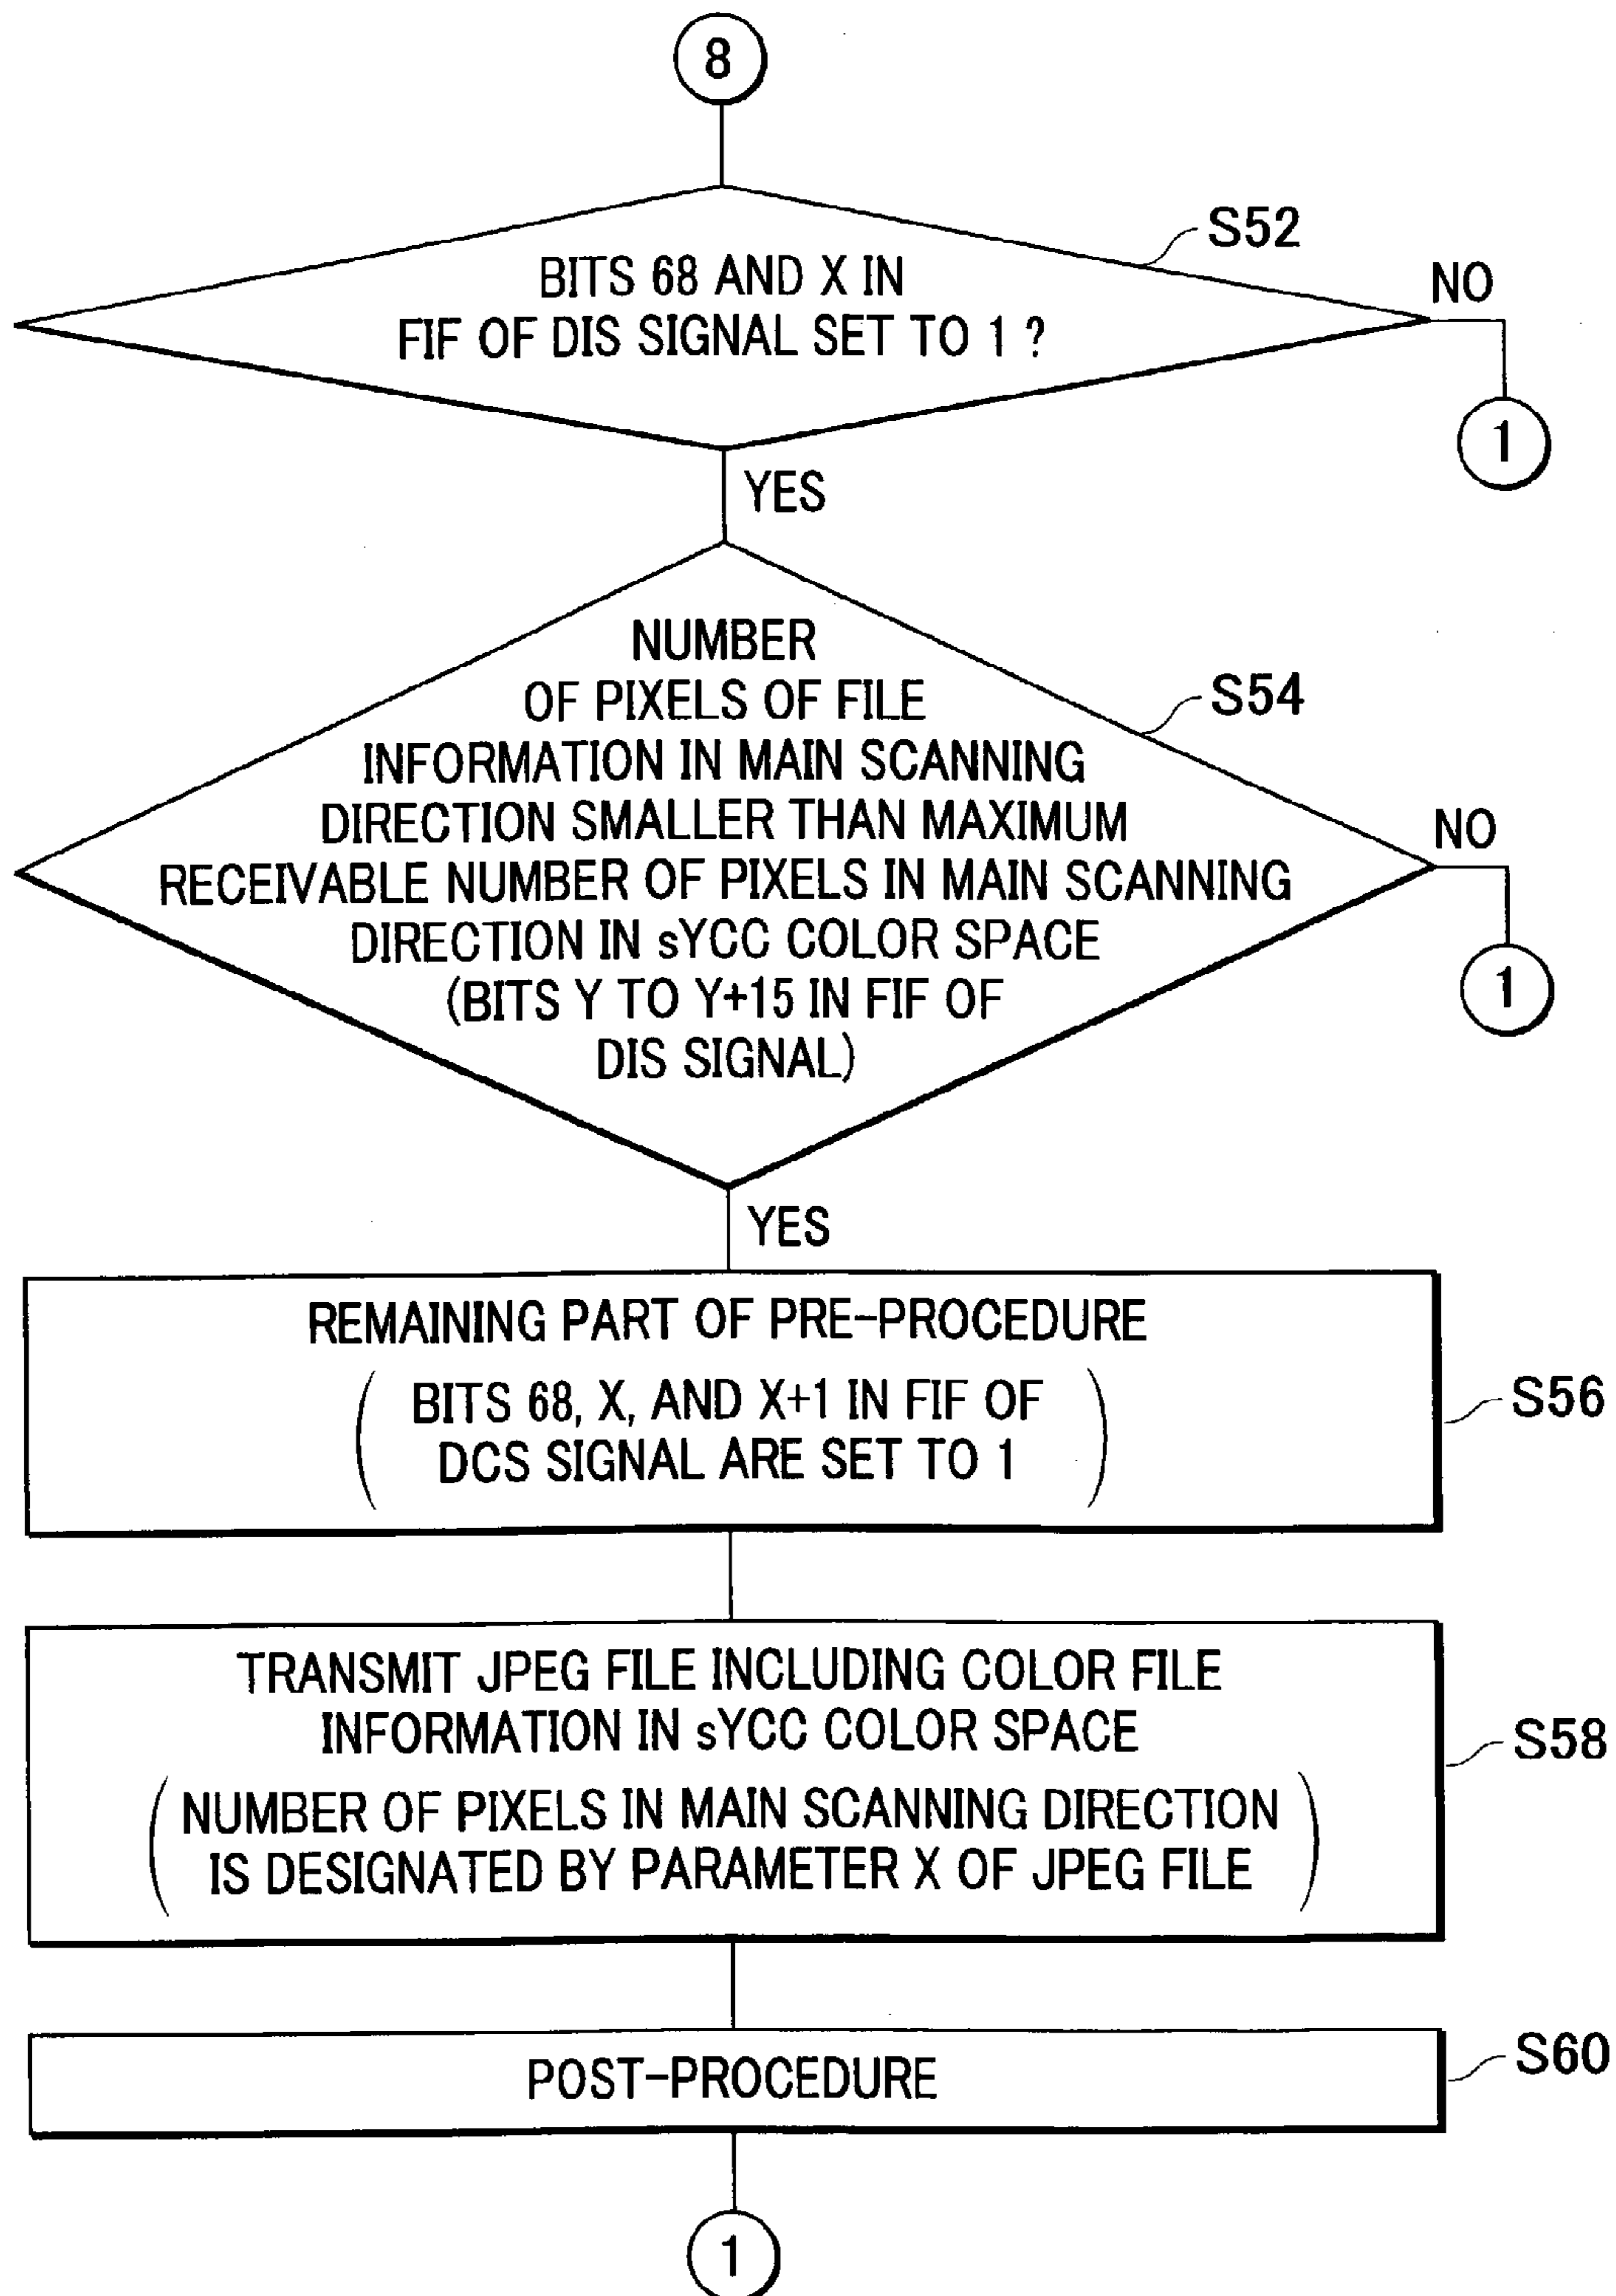 8
S52
BITS 68 AND X IN
FIF OF DIS SIGNAL SET TO 1 ?
NO
1
YES
NUMBER
OF PIXELS OF FILE
INFORMATION IN MAIN SCANNING
DIRECTION SMALLER THAN MAXIMUM
RECEIVABLE NUMBER OF PIXELS IN MAIN SCANNING
DIRECTION IN sYCC COLOR SPACE
(BITS Y TO Y+15 IN FIF OF
DIS SIGNAL)
S54
NO
1
YES
REMAINING PART OF PRE-PROCEDURE
( BITS 68, X, AND X+1 IN FIF OF
DCS SIGNAL ARE SET TO 1 )
S56
TRANSMIT JPEG FILE INCLUDING COLOR FILE
INFORMATION IN sYCC COLOR SPACE
( NUMBER OF PIXELS IN MAIN SCANNING DIRECTION
IS DESIGNATED BY PARAMETER X OF JPEG FILE )
S58
POST-PROCEDURE
S60
1